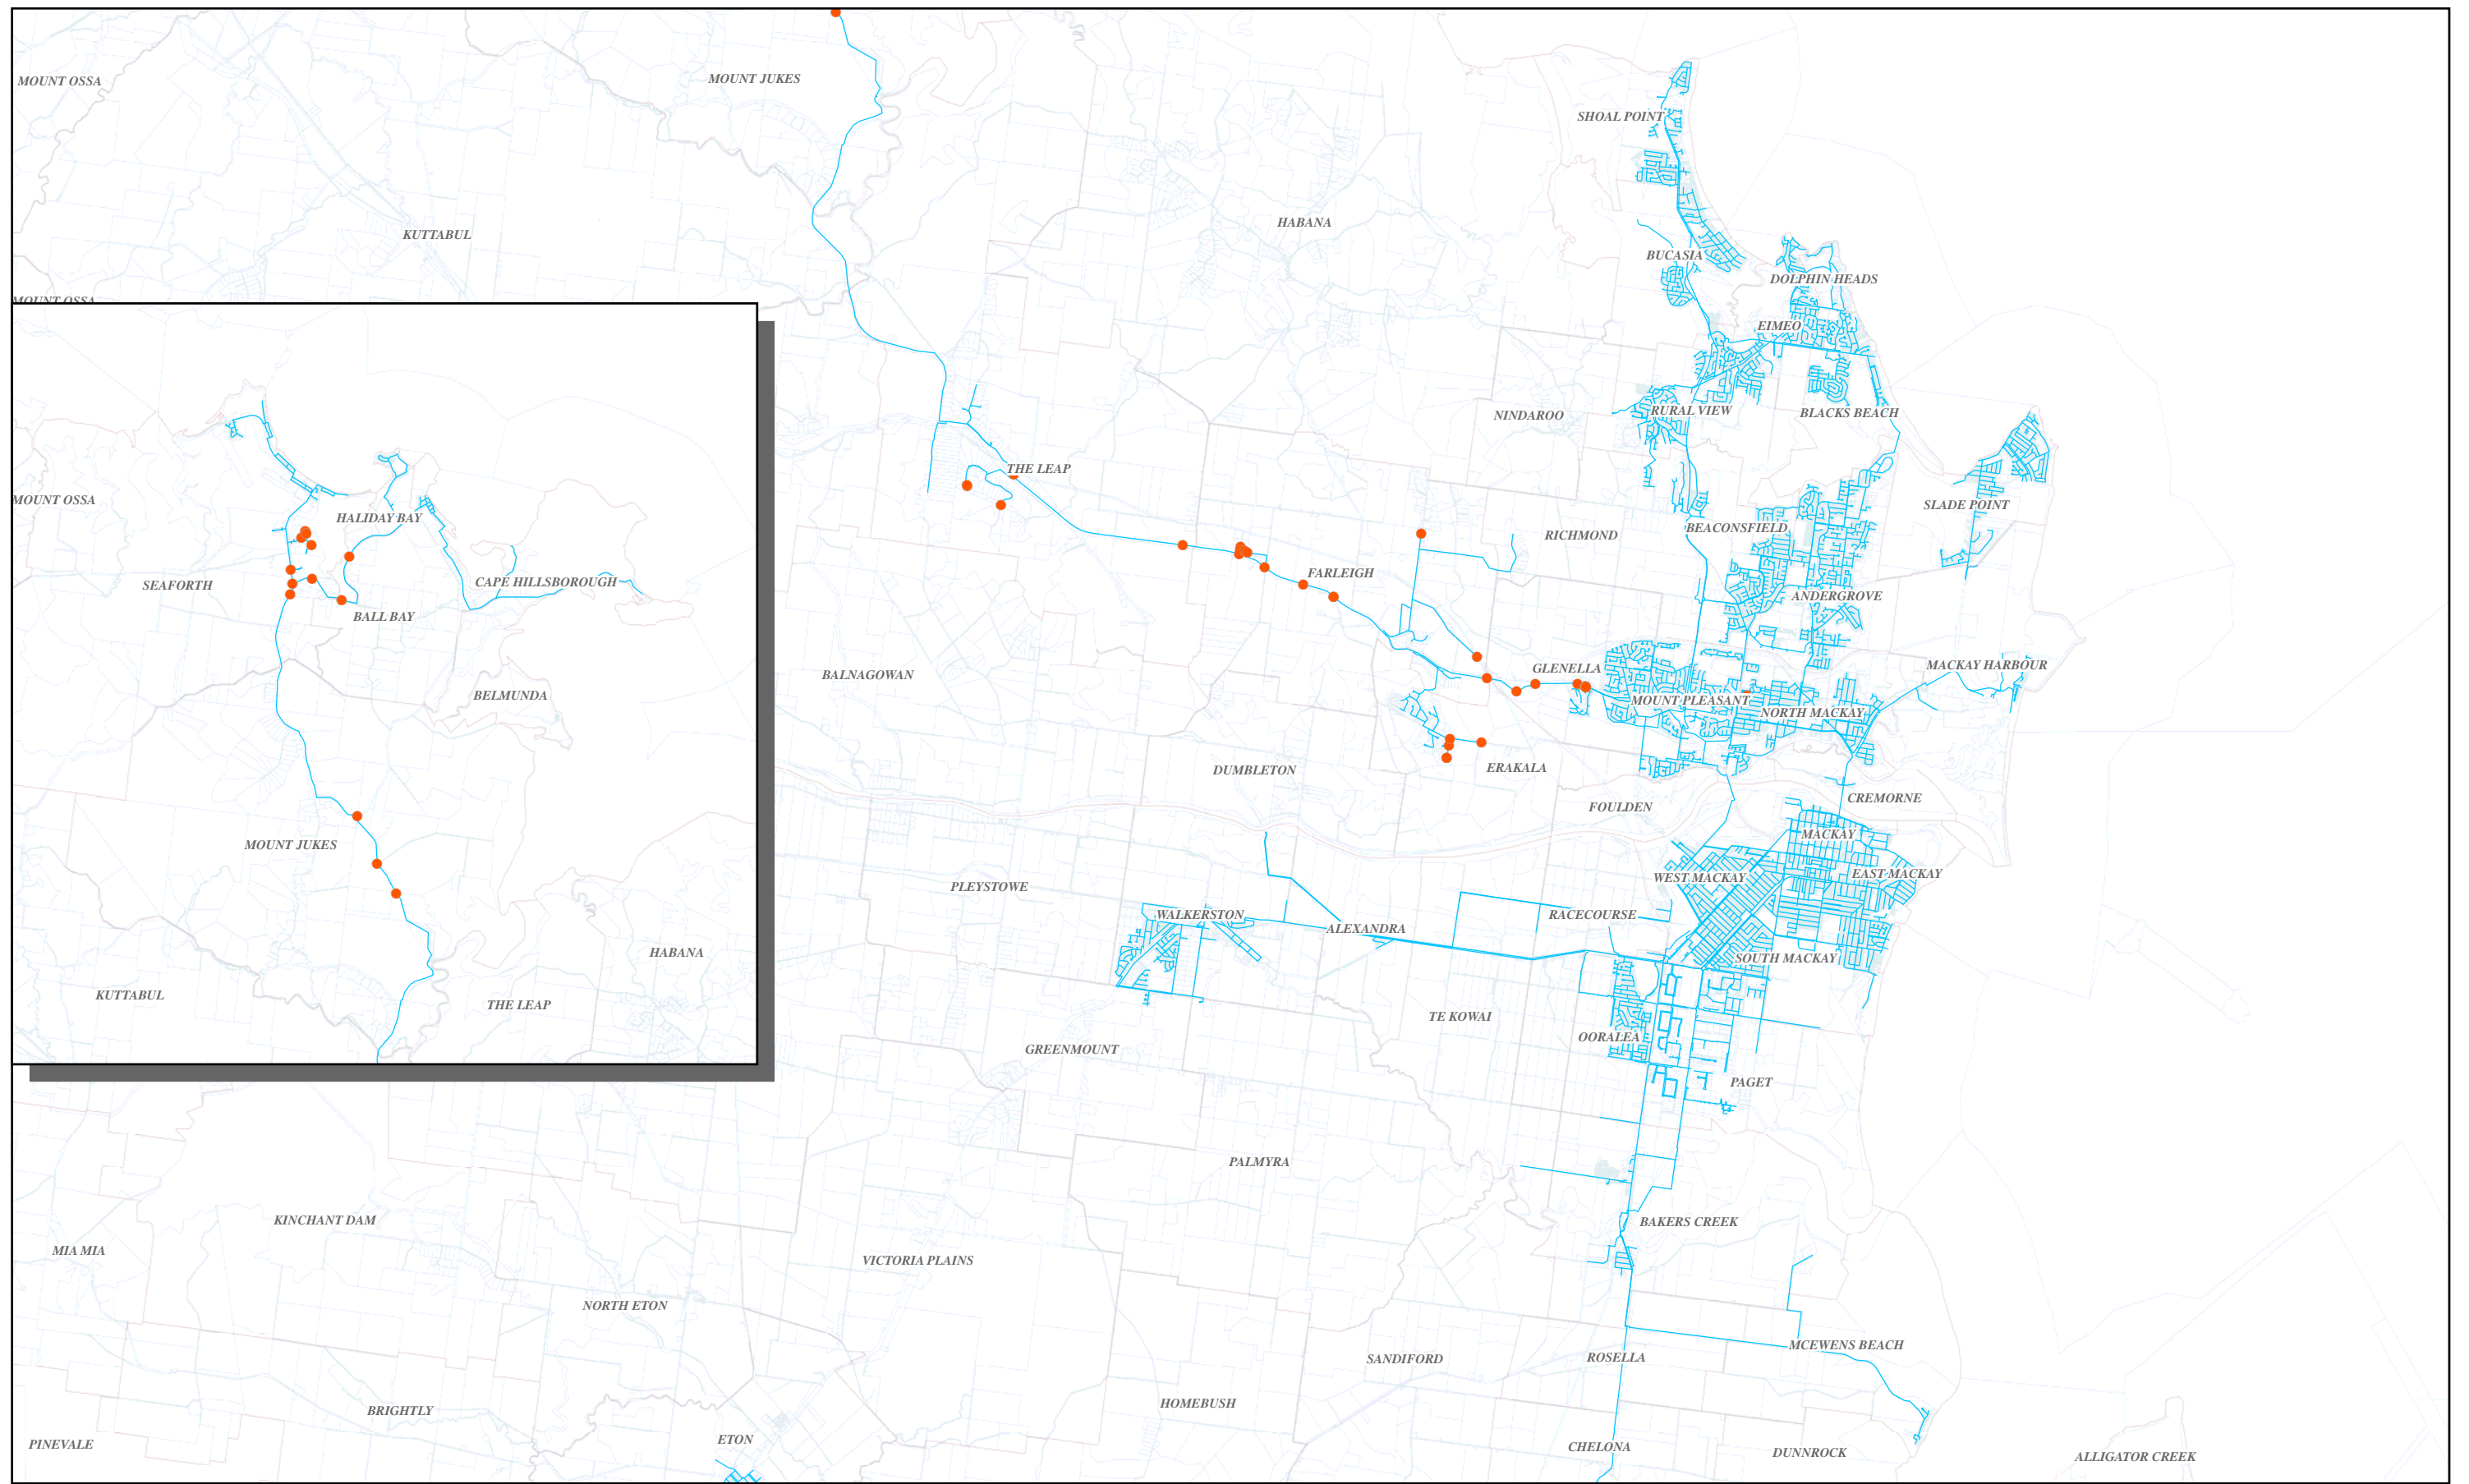 MOUNT OSSA
MOUNT JUKES
SHOAL POINT
HABANA
KUTTABUL
BUCASIA
DOLPHIN HEADS
MOUNT OSSA
EIMEO
RURAL VIEW
BLACKS BEACH
NINDAROO
THE LEAP
SLADE POINT
BEACONSFIELD
RICHMOND
FARLEIGH
ANDERGROVE
GLENELLA
MACKAY HARBOUR
BALNAGOWAN
MOUNT PLEASANT
NORTH MACKAY
ERAKALA
DUMBLETON
CREMORNE
FOULDEN
MACKAY
EAST MACKAY
WEST MACKAY
PLEYSTOWE
WALKERSTON
RACECOURSE
ALEXANDRA
SOUTH MACKAY
TE KOWAI
OORALEA
GREENMOUNT
PAGET
MOUNT OSSA
HALIDAY BAY
SEAFORTH
CAPE HILLSBOROUGH
BALL BAY
BELMUNDA
MOUNT JUKES
HABANA
KUTTABUL
THE LEAP
PALMYRA
KINCHANT DAM
BAKERS CREEK
MIA MIA
VICTORIA PLAINS
NORTH ETON
MCEWENS BEACH
ROSELLA
SANDIFORD
HOMEBUSH
BRIGHTLY
ETON
PINEVALE
CHELONA
DUNNROCK
ALLIGATOR CREEK